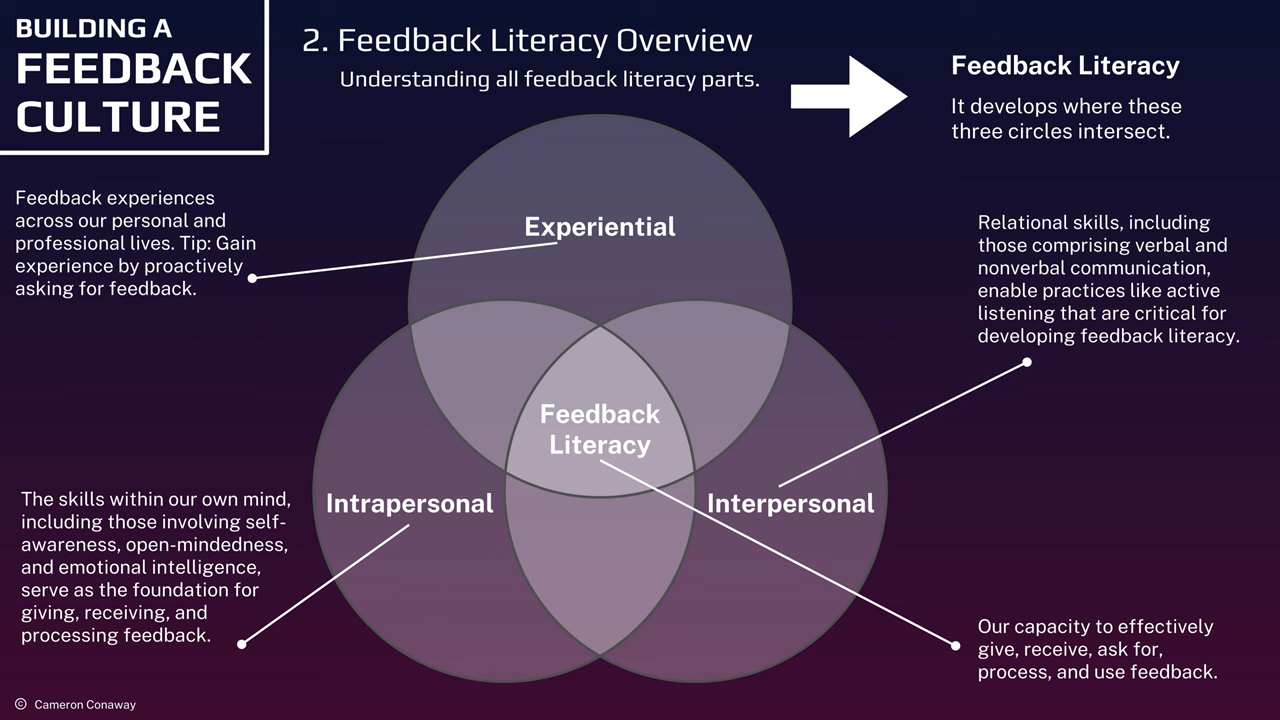 BUILDING A
FEEDBACK
CULTURE
2. Feedback Literacy Overview
Understanding all feedback literacy parts.
Feedback Literacy
It develops where these
three circles intersect.
Feedback experiences
across our personal and
professional lives. Tip: Gain
experience by proactively
asking for feedback.
Experiential
Relational skills, including
those comprising verbal and
nonverbal communication,
enable practices like active
listening that are critical for
developing feedback literacy.
Feedback
Literacy
Intrapersonal
Interpersonal
The skills within our own mind,
including those involving self-
awareness, open-mindedness,
and emotional intelligence,
serve as the foundation for
giving, receiving, and
processing feedback.
Our capacity to effectively
give, receive, ask for,
process, and use feedback.
© Cameron Conaway